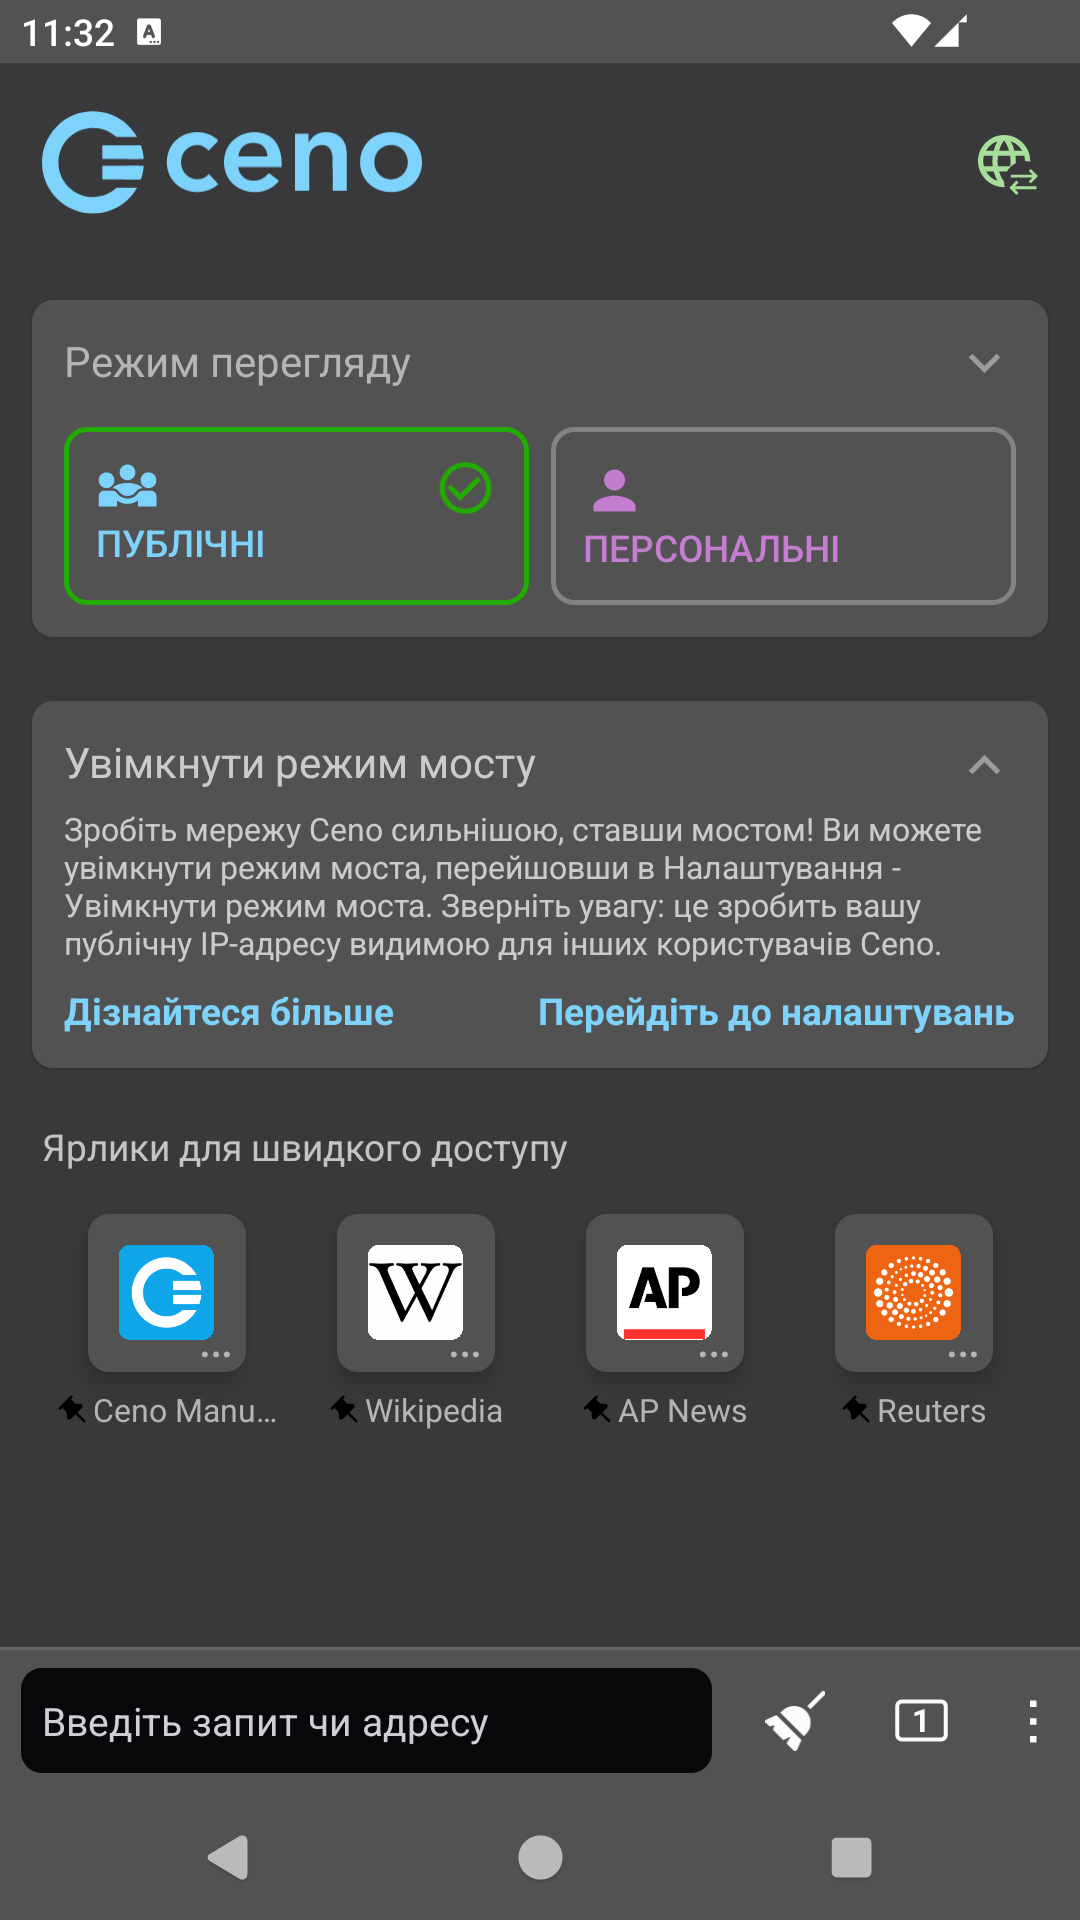 11:32
ceno
Режим перегляду
ПУБЛІЧНІ
ПЕРСОНАЛЬНІ
Увімкнути режим мосту
Зробіть мережу Ceno сильнішою, ставши мостом! Ви можете
увімкнути режим моста, перейшовши в Налаштування -
Увімкнути режим моста. Зверніть увагу: це зробить вашу
публічну IP-адресу видимою для інших користувачів Ceno.
Дізнайтеся більше
Перейдіть до налаштувань
Ярлики для швидкого доступу
W
AP
Ceno Manu...
Wikipedia
AP News
Reuters
Введіть запит чи адресу
1